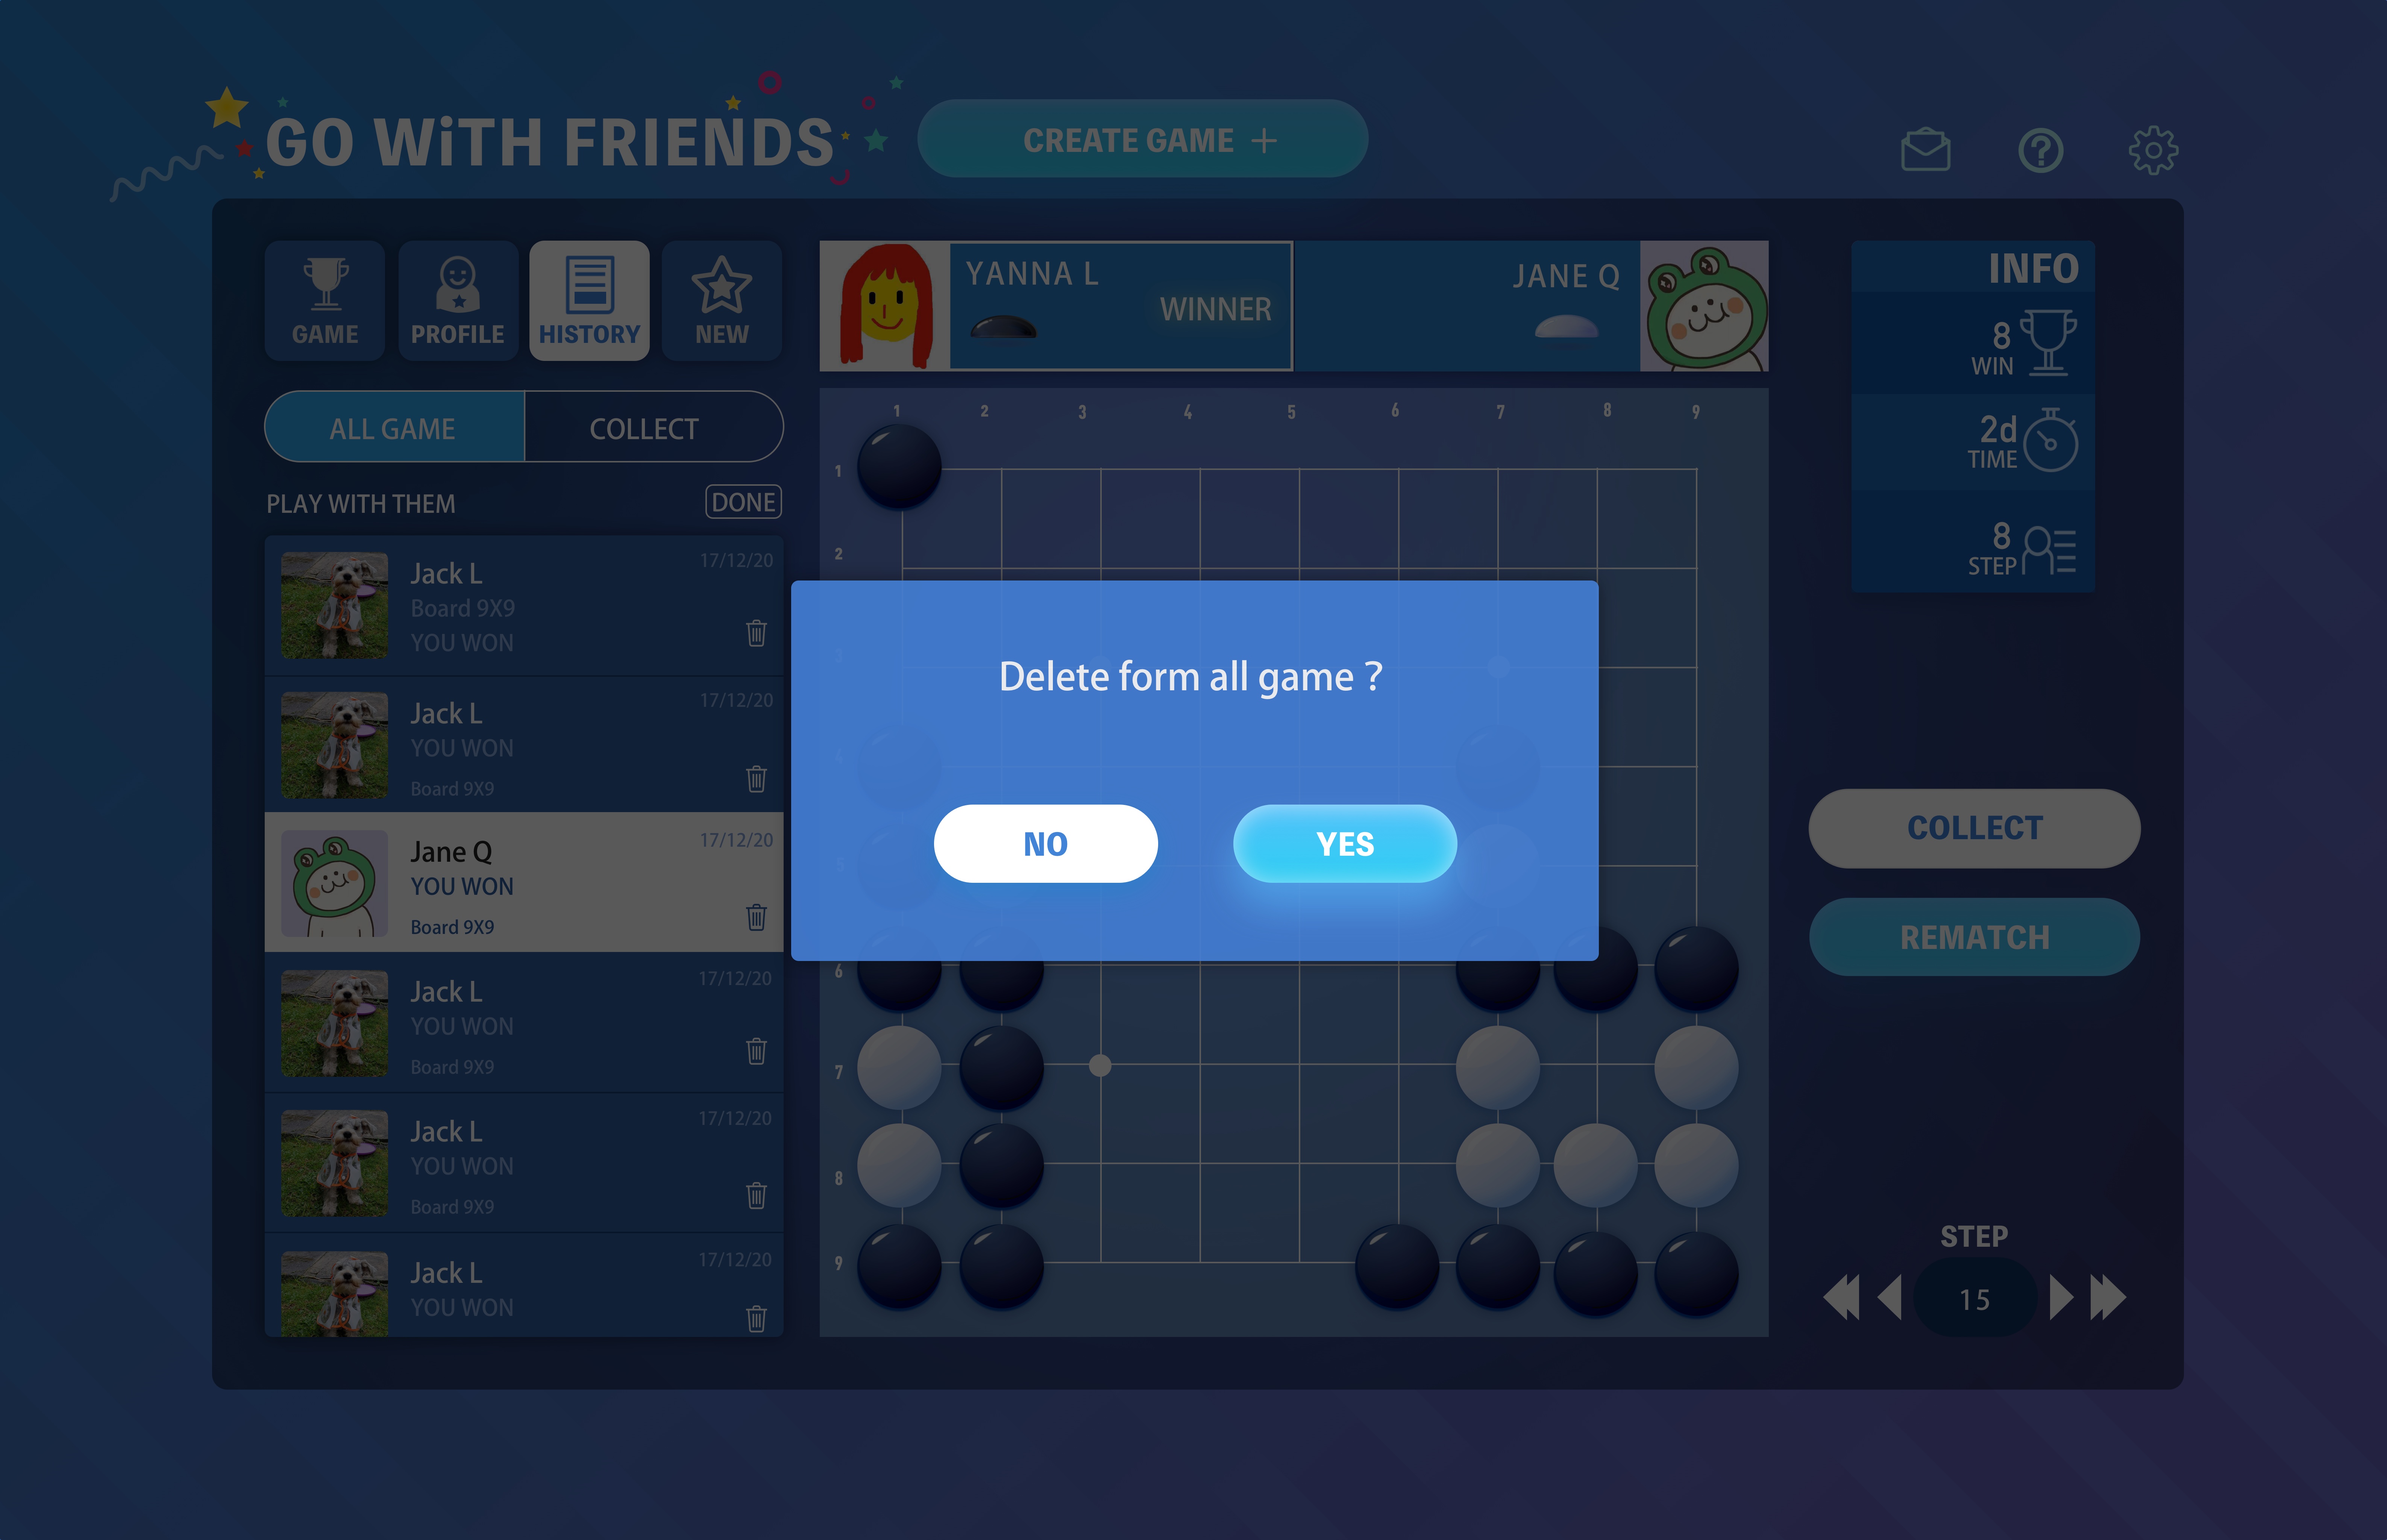 GO WiTH FRIENDS
CREATE GAME +
GAME
PROFILE
HISTORY
NEW
ALL GAME
COLLECT
PLAY WITH THEM
DONE
Jack L
17/12/20
Board 9X9
YOU WON
Jack L
17/12/20
YOU WON
Board 9X9
Jane Q
17/12/20
YOU WON
Board 9X9
Jack L
17/12/20
YOU WON
Board 9X9
Jack L
17/12/20
YOU WON
Board 9X9
Jack L
17/12/20
YOU WON
YANNA L
WINNER
JANE Q
1 2 3 4 5 6 7 8 9
1
2
3
4
5
6
7
8
9
Delete form all game ?
NO
YES
INFO
8
WIN
2d
TIME
8
STEP
COLLECT
REMATCH
STEP
15